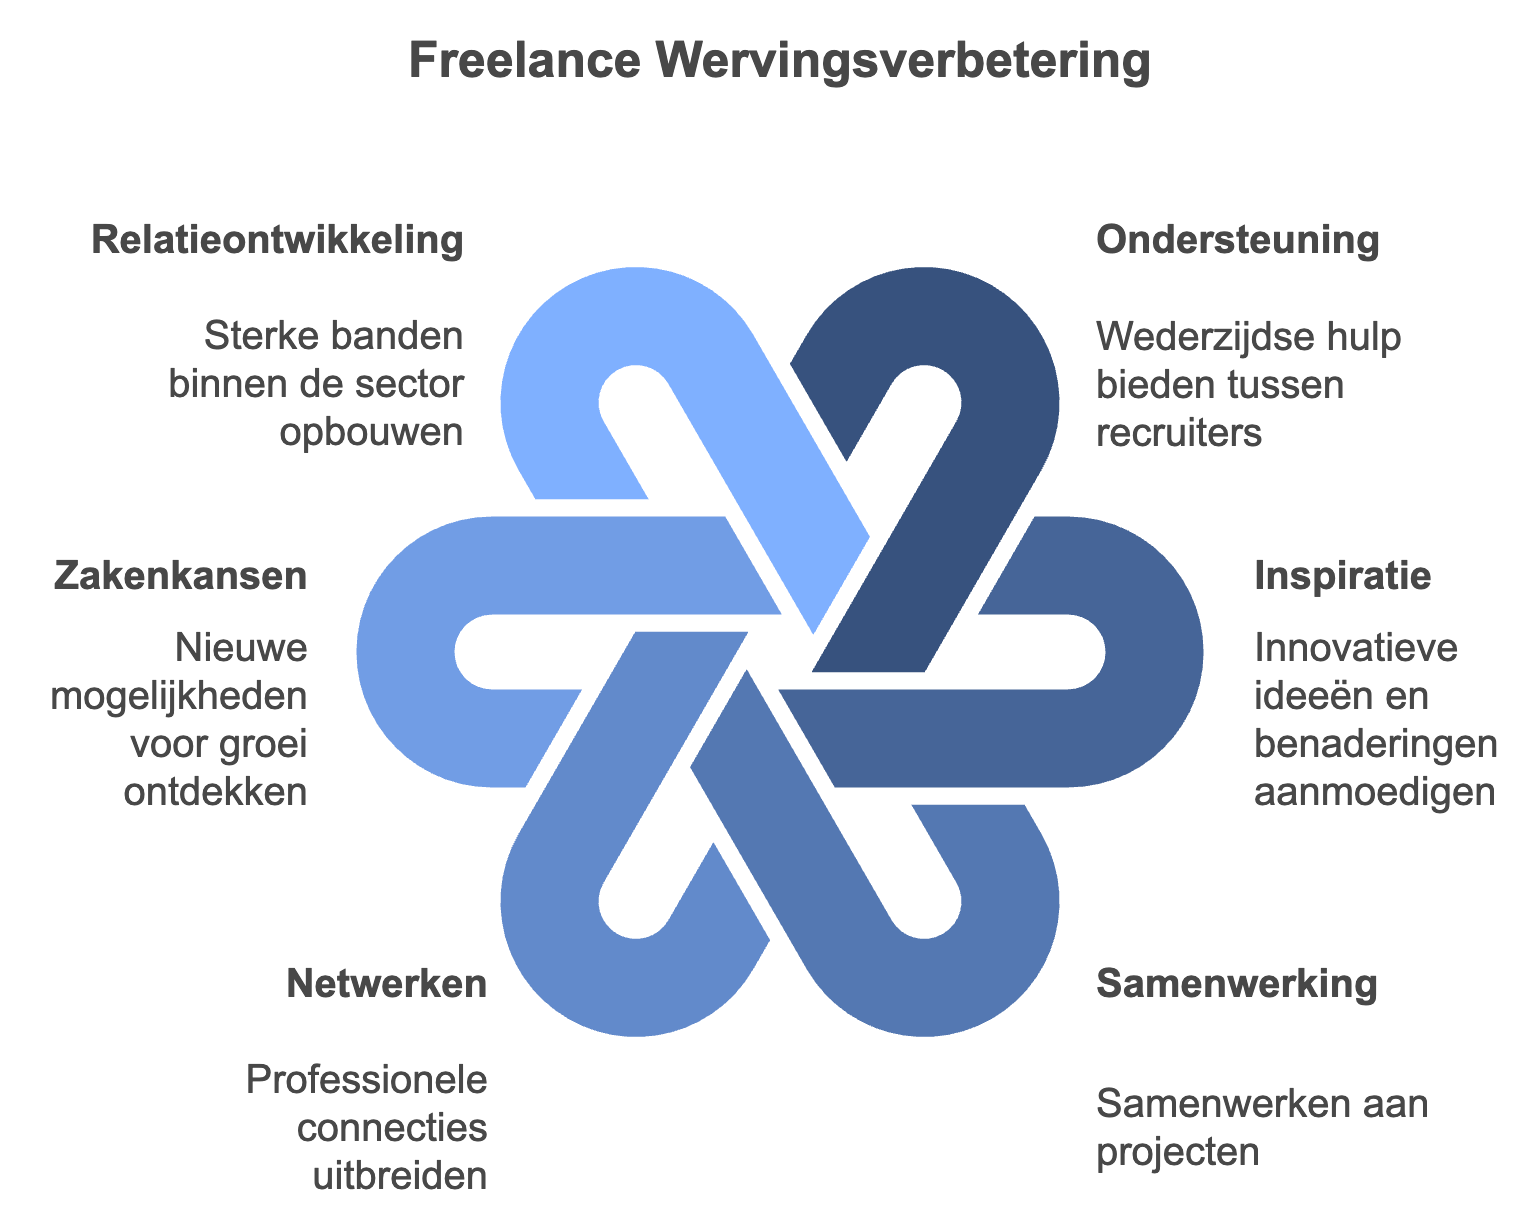 Freelance Wervingsverbetering
Relatieontwikkeling
Sterke banden
binnen de sector
opbouwen
Ondersteuning
Wederzijdse hulp
bieden tussen
recruiters
Zakenkansen
Nieuwe
mogelijkheden
voor groei
ontdekken
Inspiratie
Innovatieve
ideeën en
benaderingen
aanmoedigen
Netwerken
Professionele
connecties
uitbreiden
Samenwerking
Samenwerken aan
projecten